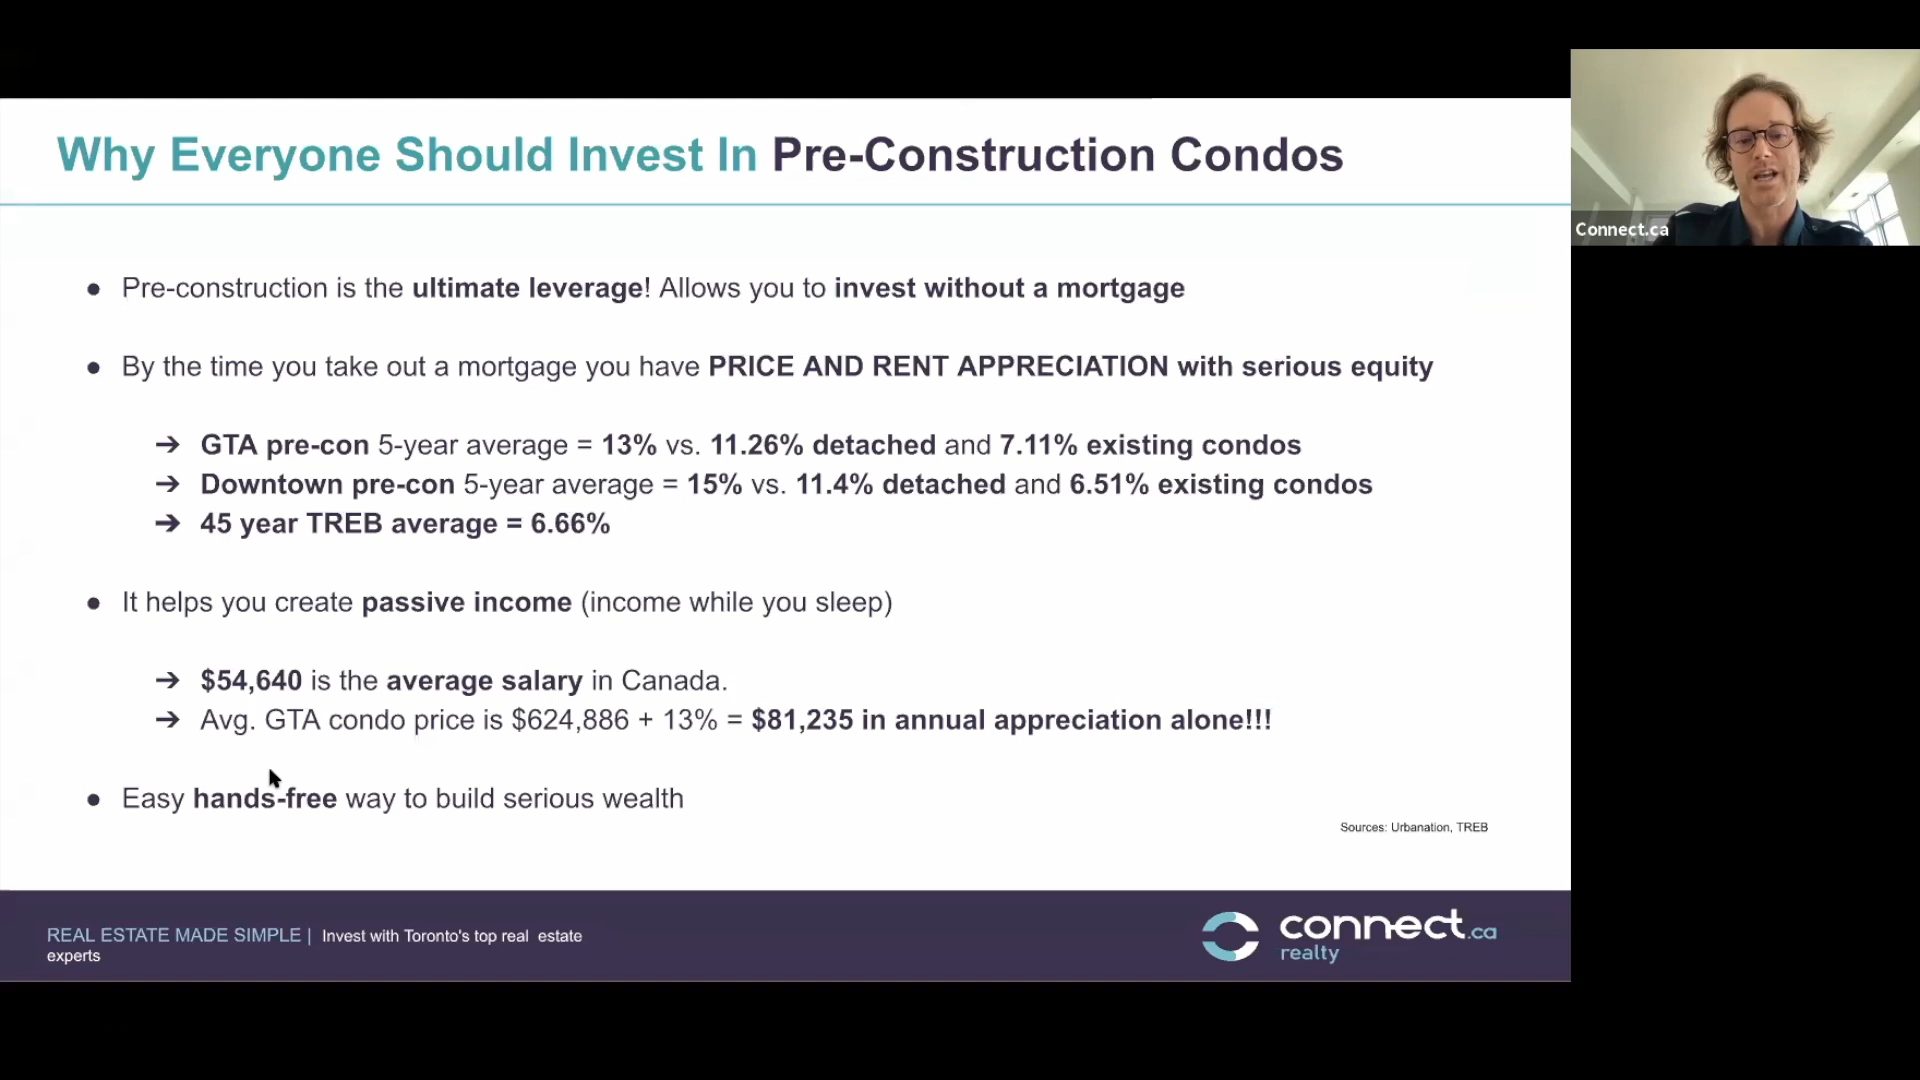 Why Everyone Should Invest In Pre-Construction Condos
Connect.ca
● Pre-construction is the ultimate leverage! Allows you to invest without a mortgage
● By the time you take out a mortgage you have PRICE AND RENT APPRECIATION with serious equity
➔ GTA pre-con 5-year average = 13% vs. 11.26% detached and 7.11% existing condos
➔ Downtown pre-con 5-year average = 15% vs. 11.4% detached and 6.51% existing condos
➔ 45 year TREB average = 6.66%
● It helps you create passive income (income while you sleep)
➔ $54,640 is the average salary in Canada.
➔ Avg. GTA condo price is $624,886 + 13% = $81,235 in annual appreciation alone!!!
● Easy hands-free way to build serious wealth
Sources: Urbanation, TREB
REAL ESTATE MADE SIMPLE | Invest with Toronto's top real estate
experts
connect.ca
realty